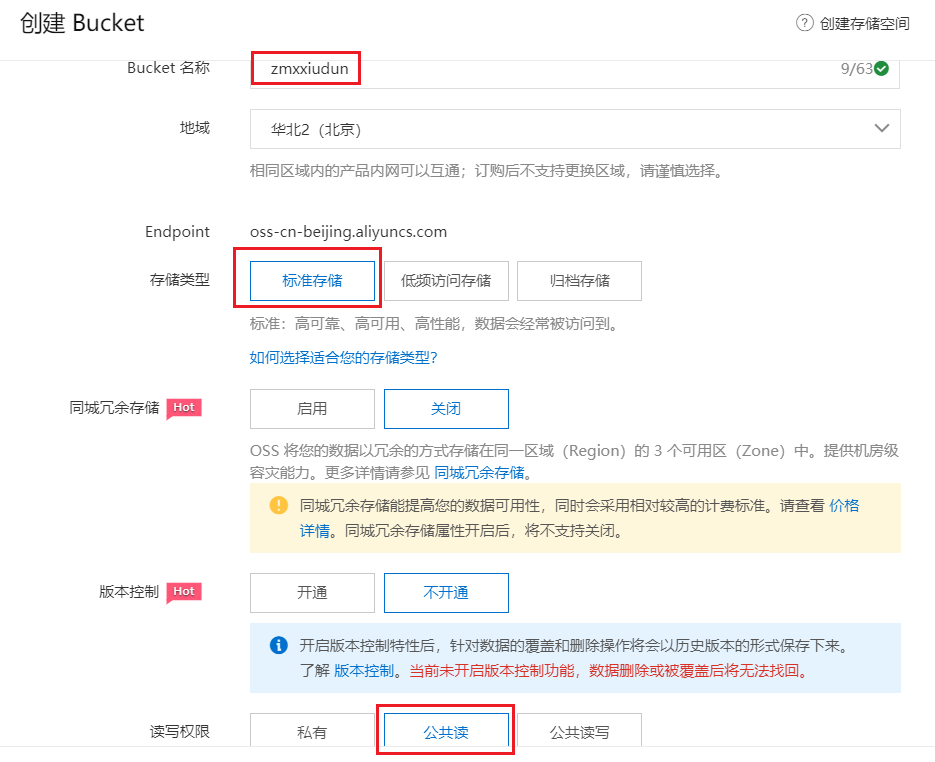 创建 Bucket
创建存储空间
Bucket 名称
zmxxiudun
9/63
地域
华北2（北京）
相同区域内的产品内网可以互通；订购后不支持更换区域，请谨慎选择。
Endpoint
oss-cn-beijing.aliyuncs.com
存储类型
标准存储
低频访问存储
归档存储
标准：高可靠、高可用、高性能，数据会经常被访问到。
如何选择适合您的存储类型？
同城冗余存储
Hot
启用
关闭
OSS 将您的数据以冗余的方式存储在同一区域（Region）的 3 个可用区（Zone）中。提供机房级
容灾能力。更多详情请参见 同城冗余存储。
同城冗余存储能提高您的数据可用性，同时会采用相对较高的计费标准。请查看 价格
详情。同城冗余存储属性开启后，将不支持关闭。
版本控制
Hot
开通
不开通
开启版本控制特性后，针对数据的覆盖和删除操作将会以历史版本的形式保存下来。
了解 版本控制。当前未开启版本控制功能，数据删除或被覆盖后将无法找回。
读写权限
私有
公共读
公共读写